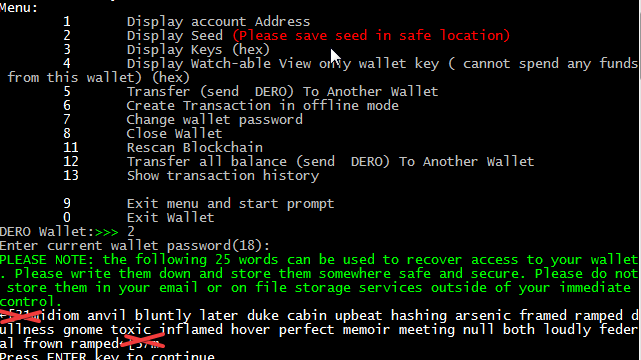 Menu:
1 Display account Address
2 Display Seed (Please save seed in safe location)
3 Display Keys (hex)
4 Display Watch-able View only wallet key ( cannot spend any funds
from this wallet) (hex)
5 Transfer (send  DERO) To Another Wallet
6 Create Transaction in offline mode
7 Change wallet password
8 Close Wallet
11 Rescan Blockchain
12 Transfer all balance (send  DERO) To Another Wallet
13 Show transaction history
9 Exit menu and start prompt
0 Exit Wallet
DERO Wallet:>>> 2
Enter current wallet password(18):
PLEASE NOTE: the following 25 words can be used to recover access to your wallet
. Please write them down and store them somewhere safe and secure. Please do not
store them in your email or on file storage services outside of your immediate
control.
idiom anvil bluntly later duke cabin upbeat hashing arsenic framed ramped d
ullness gnome toxic inflamed hover perfect memoir meeting null both loudly feder
al frown ramped
Press ENTER key to continue